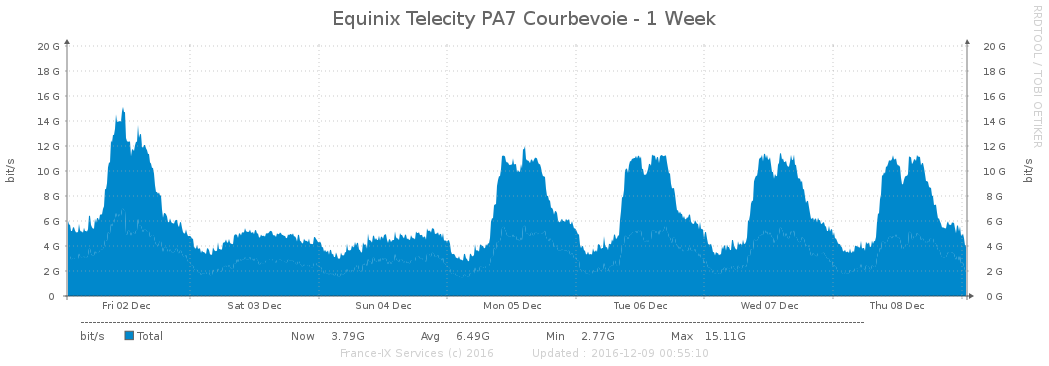 Equinix Telecity PA7 Courbevoie - 1 Week
RRDTOOL / TOBI OETIKER
bit/s
20 G 20 G
18 G 18 G
16 G 16 G
14 G 14 G
12 G 12 G
10 G 10 G
8 G 8 G
6 G 6 G
4 G 4 G
2 G 2 G
0 0 G
bit/s
Fri 02 Dec Sat 03 Dec Sun 04 Dec Mon 05 Dec Tue 06 Dec Wed 07 Dec Thu 08 Dec
bit/s Total Now 3.79G Avg 6.49G Min 2.77G Max 15.11G
France-IX Services (c) 2016 Updated : 2016-12-09 00:55:10